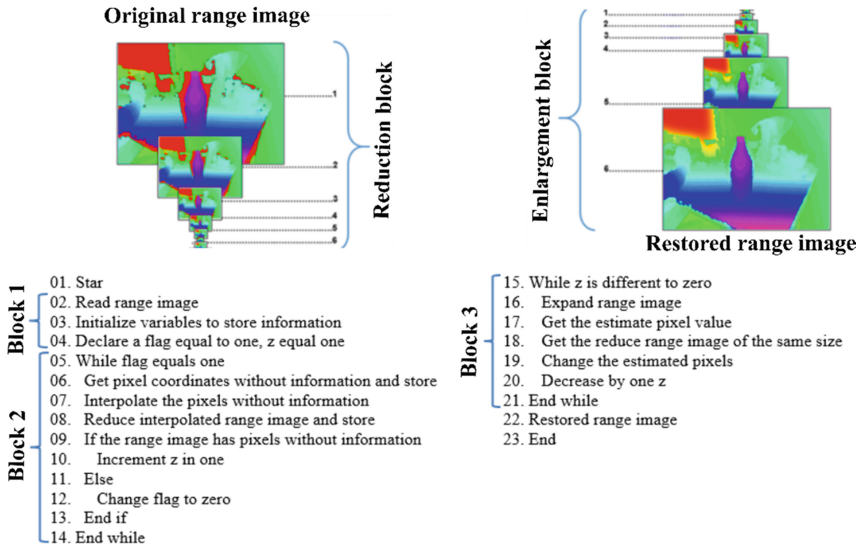 Original range image
1
2
3
4
5
6
Reduction block
1
2
3
4
5
6
Enlargement block
Restored range image
Block 1
01. Star
02. Read range image
03. Initialize variables to store information
04. Declare a flag equal to one, z equal one
Block 2
05. While flag equals one
06. Get pixel coordinates without information and store
07. Interpolate the pixels without information
08. Reduce interpolated range image and store
09. If the range image has pixels without information
10. Increment z in one
11. Else
12. Change flag to zero
13. End if
14. End while
Block 3
15. While z is different to zero
16. Expand range image
17. Get the estimate pixel value
18. Get the reduce range image of the same size
19. Change the estimated pixels
20. Decrease by one z
21. End while
22. Restored range image
23. End